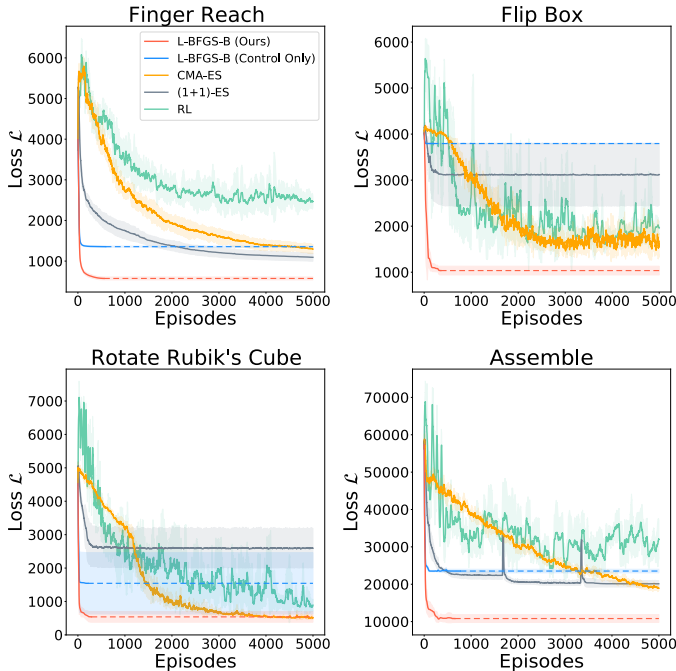 Finger Reach
Loss ℒ
6000
5000
4000
3000
2000
1000
L-BFGS-B (Ours)
L-BFGS-B (Control Only)
CMA-ES
(1+1)-ES
RL
0 1000 2000 3000 4000 5000
Episodes
Flip Box
Loss ℒ
6000
5000
4000
3000
2000
1000
0 1000 2000 3000 4000 5000
Episodes
Rotate Rubik's Cube
Loss ℒ
7000
6000
5000
4000
3000
2000
1000
0
0 1000 2000 3000 4000 5000
Episodes
Assemble
Loss ℒ
70000
60000
50000
40000
30000
20000
10000
0 1000 2000 3000 4000 5000
Episodes